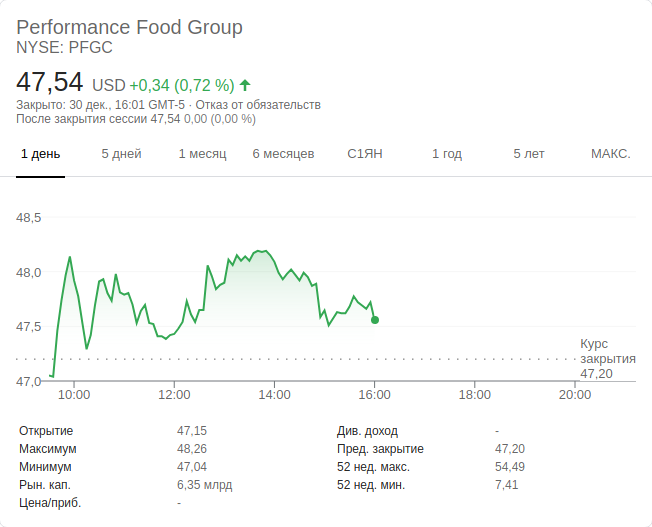 Performance Food Group
NYSE: PFGC
47,54 USD +0,34 (0,72 %)
Закрыто: 30 дек., 16:01 GMT-5 · Отказ от обязательств
После закрытия сессии 47,54 0,00 (0,00 %)
1 день 5 дней 1 месяц 6 месяцев С1ЯН 1 год 5 лет МАКС.
48,5
48,0
47,5
Курс
закрытия
47,20
47,0
10:00 12:00 14:00 16:00 18:00 20:00
Открытие 47,15 Див. доход -
Максимум 48,26 Пред. закрытие 47,20
Минимум 47,04 52 нед. макс. 54,49
Рын. кап. 6,35 млрд 52 нед. мин. 7,41
Цена/приб. -